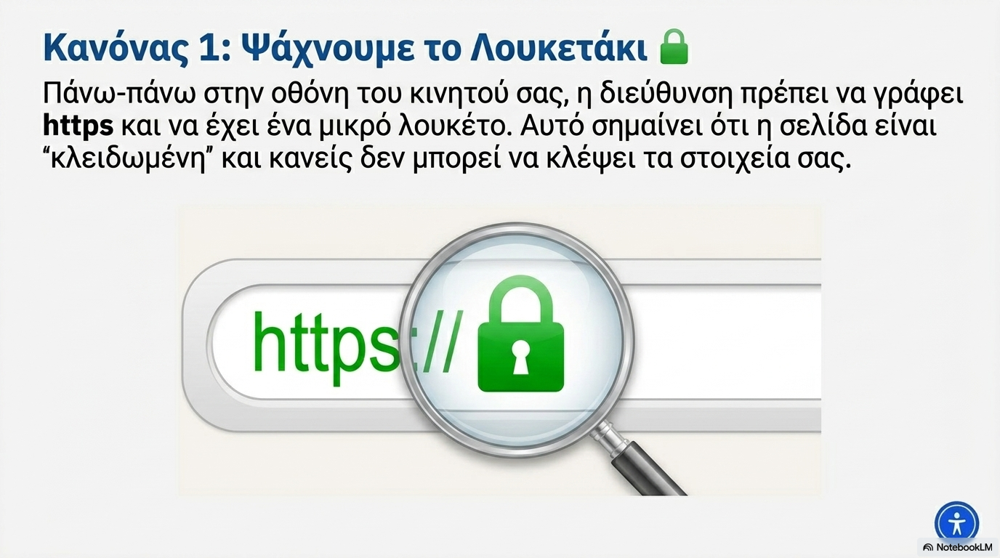 Κανόνας 1: Ψάχνουμε το Λουκετάκι
Πάνω-πάνω στην οθόνη του κινητού σας, η διεύθυνση πρέπει να γράφει
https και να έχει ένα μικρό λουκέτο. Αυτό σημαίνει ότι η σελίδα είναι
“κλειδωμένη” και κανείς δεν μπορεί να κλέψει τα στοιχεία σας.
https://
NotebookLM